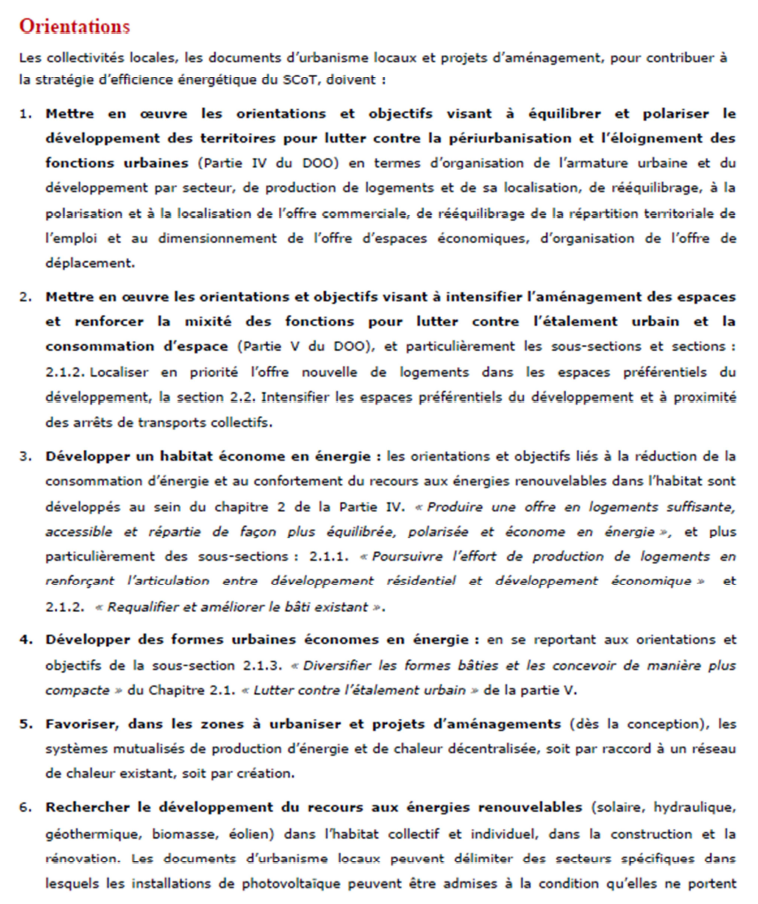 Orientations
Les collectivités locales, les documents d'urbanisme locaux et projets d'aménagement, pour contribuer à
la stratégie d'efficience énergétique du SCoT, doivent :
1. Mettre en œuvre les orientations et objectifs visant à équilibrer et polariser le
développement des territoires pour lutter contre la périurbanisation et l'éloignement des
fonctions urbaines (Partie IV du DOO) en termes d'organisation de l'armature urbaine et du
développement par secteur, de production de logements et de sa localisation, de rééquilibrage, à la
polarisation et à la localisation de l'offre commerciale, de rééquilibrage de la répartition territoriale de
l'emploi et au dimensionnement de l'offre d'espaces économiques, d'organisation de l'offre de
déplacement.
2. Mettre en œuvre les orientations et objectifs visant à intensifier l'aménagement des espaces
et renforcer la mixité des fonctions pour lutter contre l'étalement urbain et la
consommation d'espace (Partie V du DOO), et particulièrement les sous-sections et sections :
2.1.2. Localiser en priorité l'offre nouvelle de logements dans les espaces préférentiels du
développement, la section 2.2. Intensifier les espaces préférentiels du développement et à proximité
des arrêts de transports collectifs.
3. Développer un habitat économe en énergie : les orientations et objectifs liés à la réduction de la
consommation d'énergie et au confortement du recours aux énergies renouvelables dans l'habitat sont
développés au sein du chapitre 2 de la Partie IV. « Produire une offre en logements suffisante,
accessible et répartie de façon plus équilibrée, polarisée et économe en énergie », et plus
particulièrement des sous-sections : 2.1.1. « Poursuivre l'effort de production de logements en
renforçant l'articulation entre développement résidentiel et développement économique » et
2.1.2. « Requalifier et améliorer le bâti existant ».
4. Développer des formes urbaines économes en énergie : en se reportant aux orientations et
objectifs de la sous-section 2.1.3. « Diversifier les formes bâties et les concevoir de manière plus
compacte » du Chapitre 2.1. « Lutter contre l'étalement urbain » de la partie V.
5. Favoriser, dans les zones à urbaniser et projets d'aménagements (dès la conception), les
systèmes mutualisés de production d'énergie et de chaleur décentralisée, soit par raccord à un réseau
de chaleur existant, soit par création.
6. Rechercher le développement du recours aux énergies renouvelables (solaire, hydraulique,
géothermique, biomasse, éolien) dans l'habitat collectif et individuel, dans la construction et la
rénovation. Les documents d'urbanisme locaux peuvent délimiter des secteurs spécifiques dans
lesquels les installations de photovoltaïque peuvent être admises à la condition qu'elles ne portent